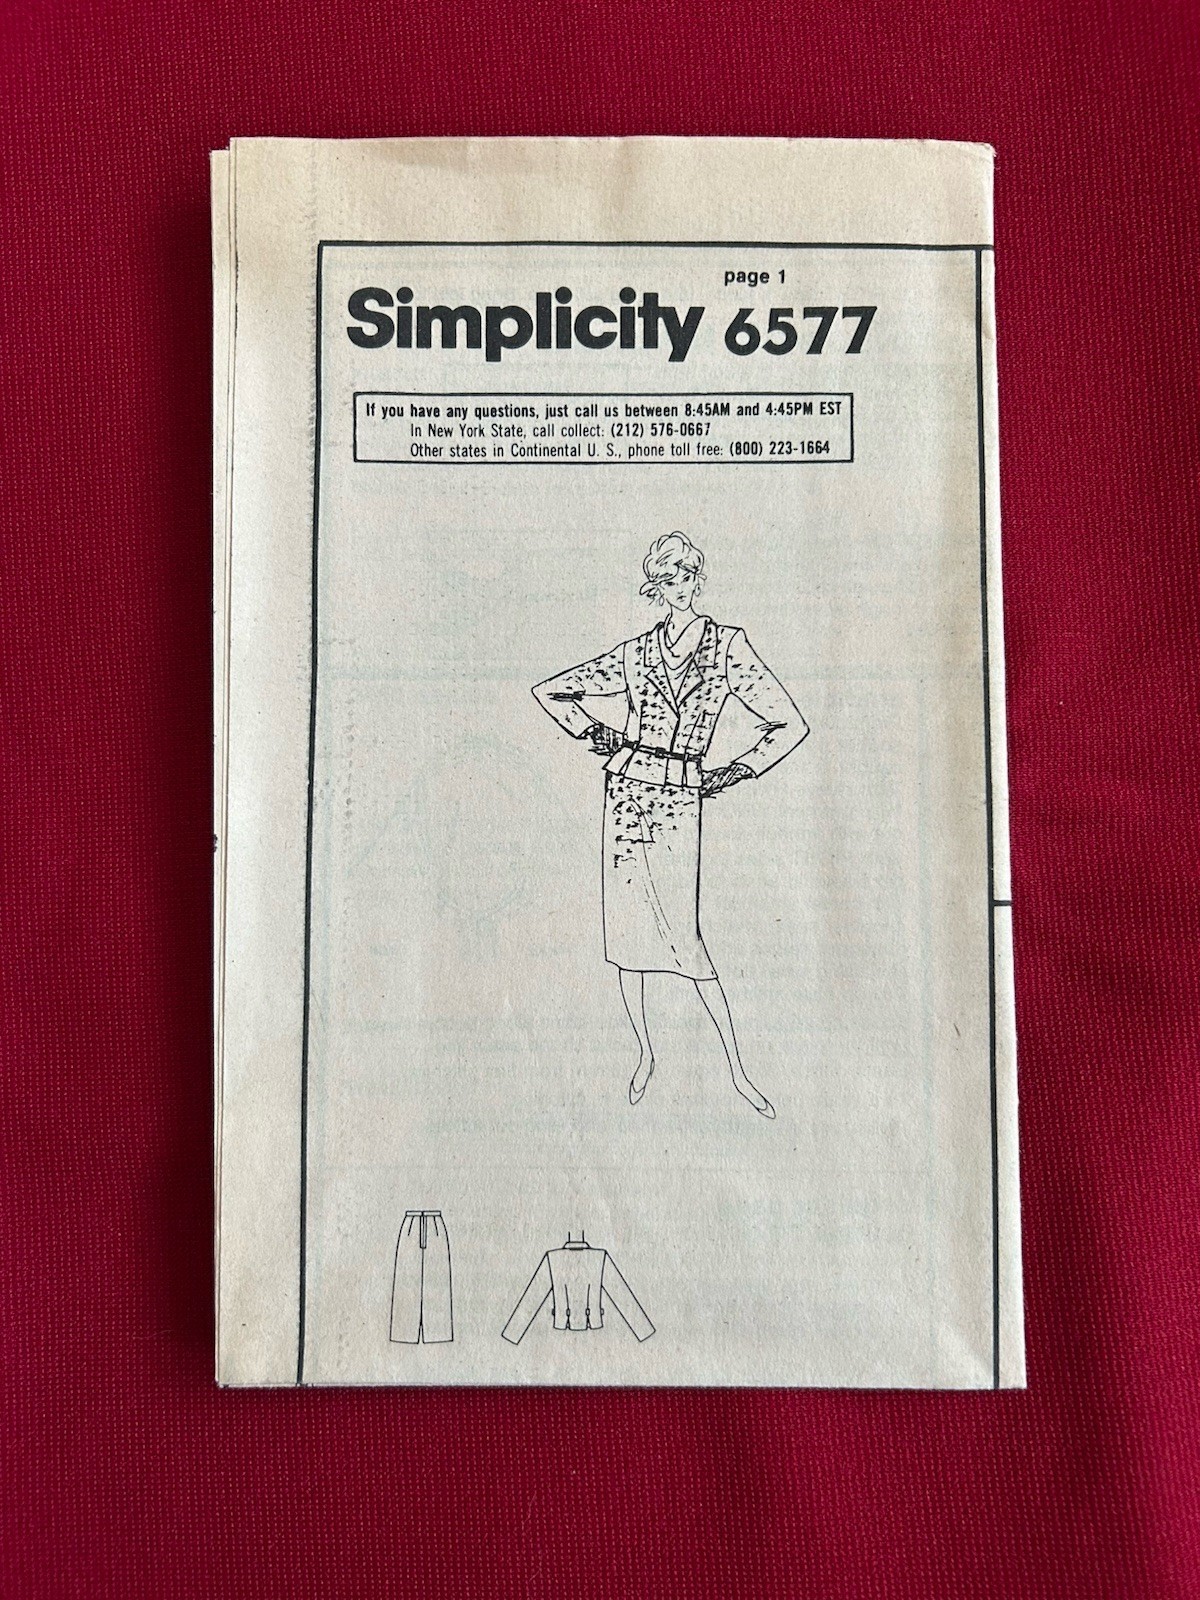 page 1
Simplicity 6577
If you have any questions, just call us between 8:45AM and 4:45PM EST
In New York State, call collect: (212) 576-0667
Other states in Continental U. S., phone toll free: (800) 223-1664